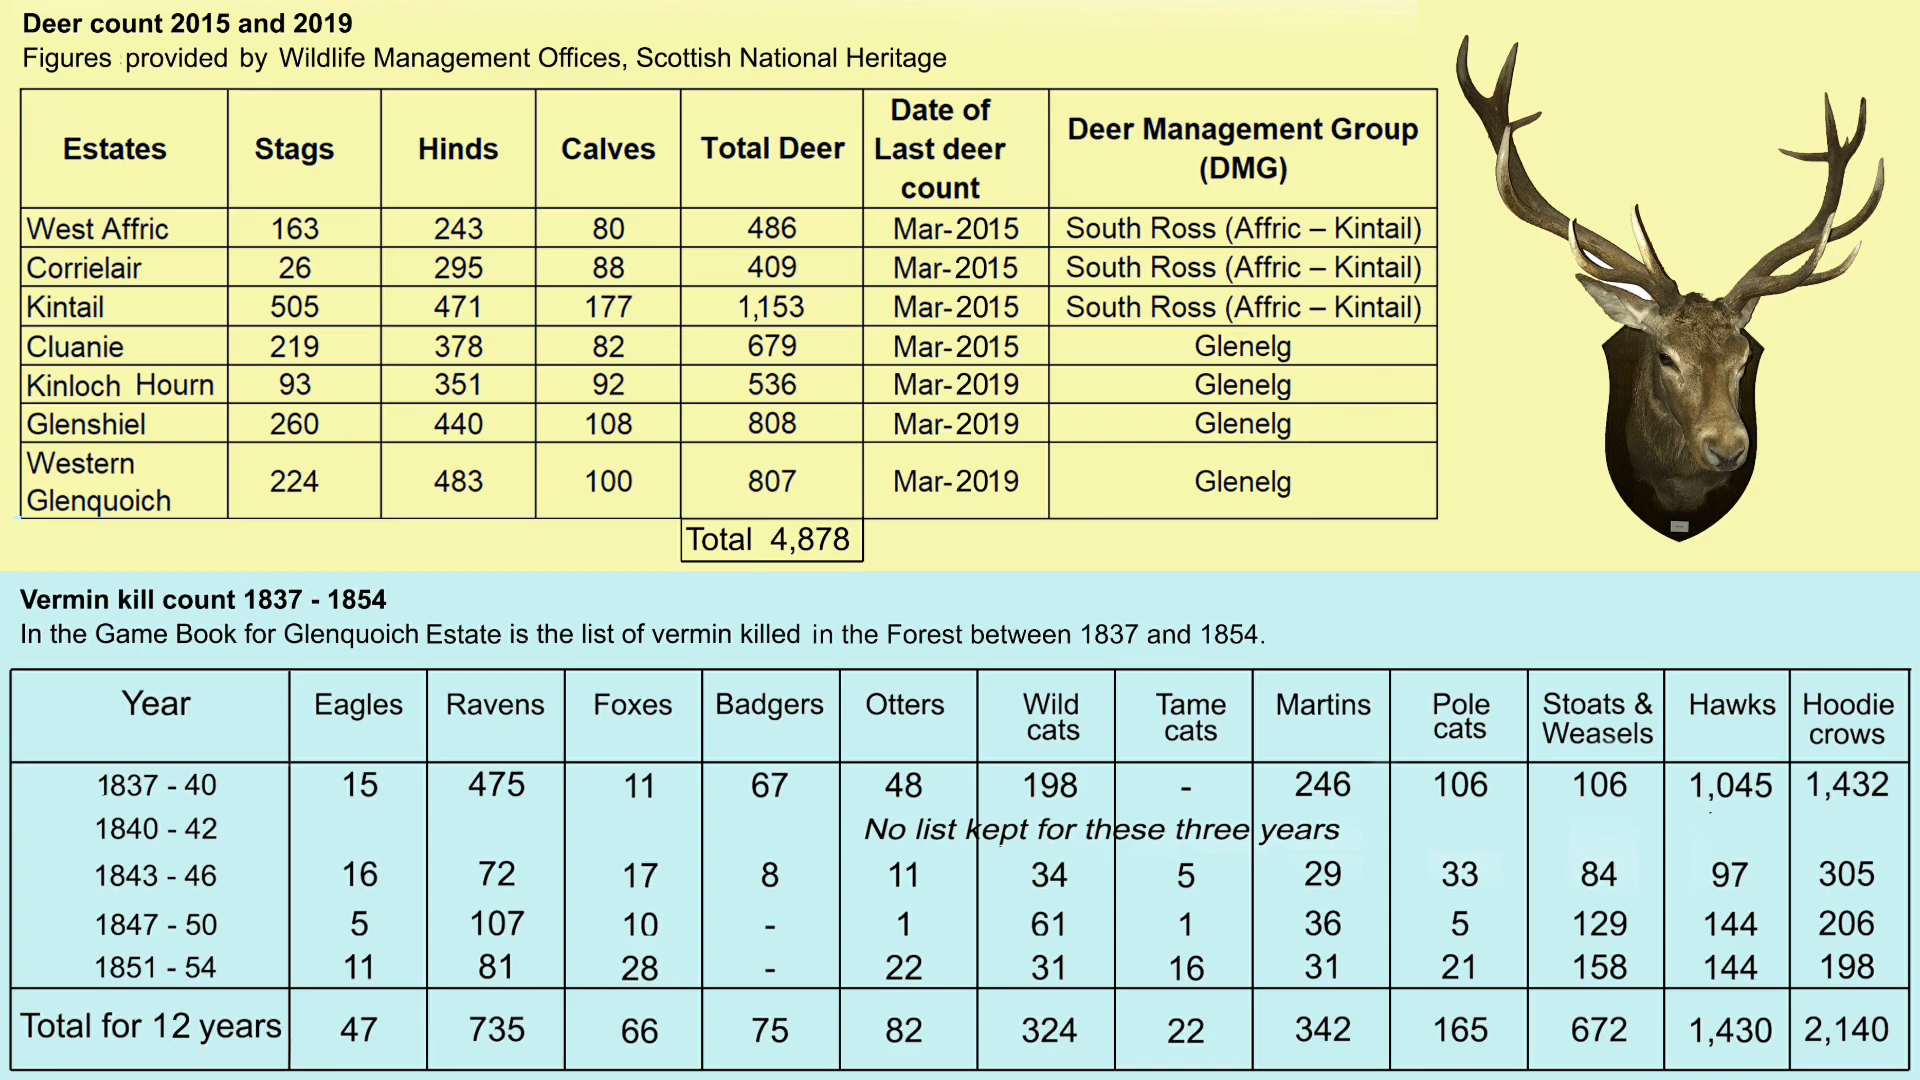 Deer count 2015 and 2019
Figures provided by Wildlife Management Offices, Scottish National Heritage
Estates Stags Hinds Calves Total Deer Date of Last deer count Deer Management Group (DMG)
West Affric 163 243 80 486 Mar-2015 South Ross (Affric – Kintail)
Corrielair 26 295 88 409 Mar-2015 South Ross (Affric – Kintail)
Kintail 505 471 177 1,153 Mar-2015 South Ross (Affric – Kintail)
Cluanie 219 378 82 679 Mar-2015 Glenelg
Kinloch Hourn 93 351 92 536 Mar-2019 Glenelg
Glenshiel 260 440 108 808 Mar-2019 Glenelg
Western Glenquoich 224 483 100 807 Mar-2019 Glenelg
Total 4,878
Vermin kill count 1837 - 1854
In the Game Book for Glenquoich Estate is the list of vermin killed in the Forest between 1837 and 1854.
Year Eagles Ravens Foxes Badgers Otters Wild cats Tame cats Martins Pole cats Stoats & Weasels Hawks Hoodie crows
1837 - 40 15 475 11 67 48 198 - 246 106 106 1,045 1,432
1840 - 42 No list kept for these three years
1843 - 46 16 72 17 8 11 34 5 29 33 84 97 305
1847 - 50 5 107 10 - 1 61 1 36 5 129 144 206
1851 - 54 11 81 28 - 22 31 16 31 21 158 144 198
Total for 12 years 47 735 66 75 82 324 22 342 165 672 1,430 2,140